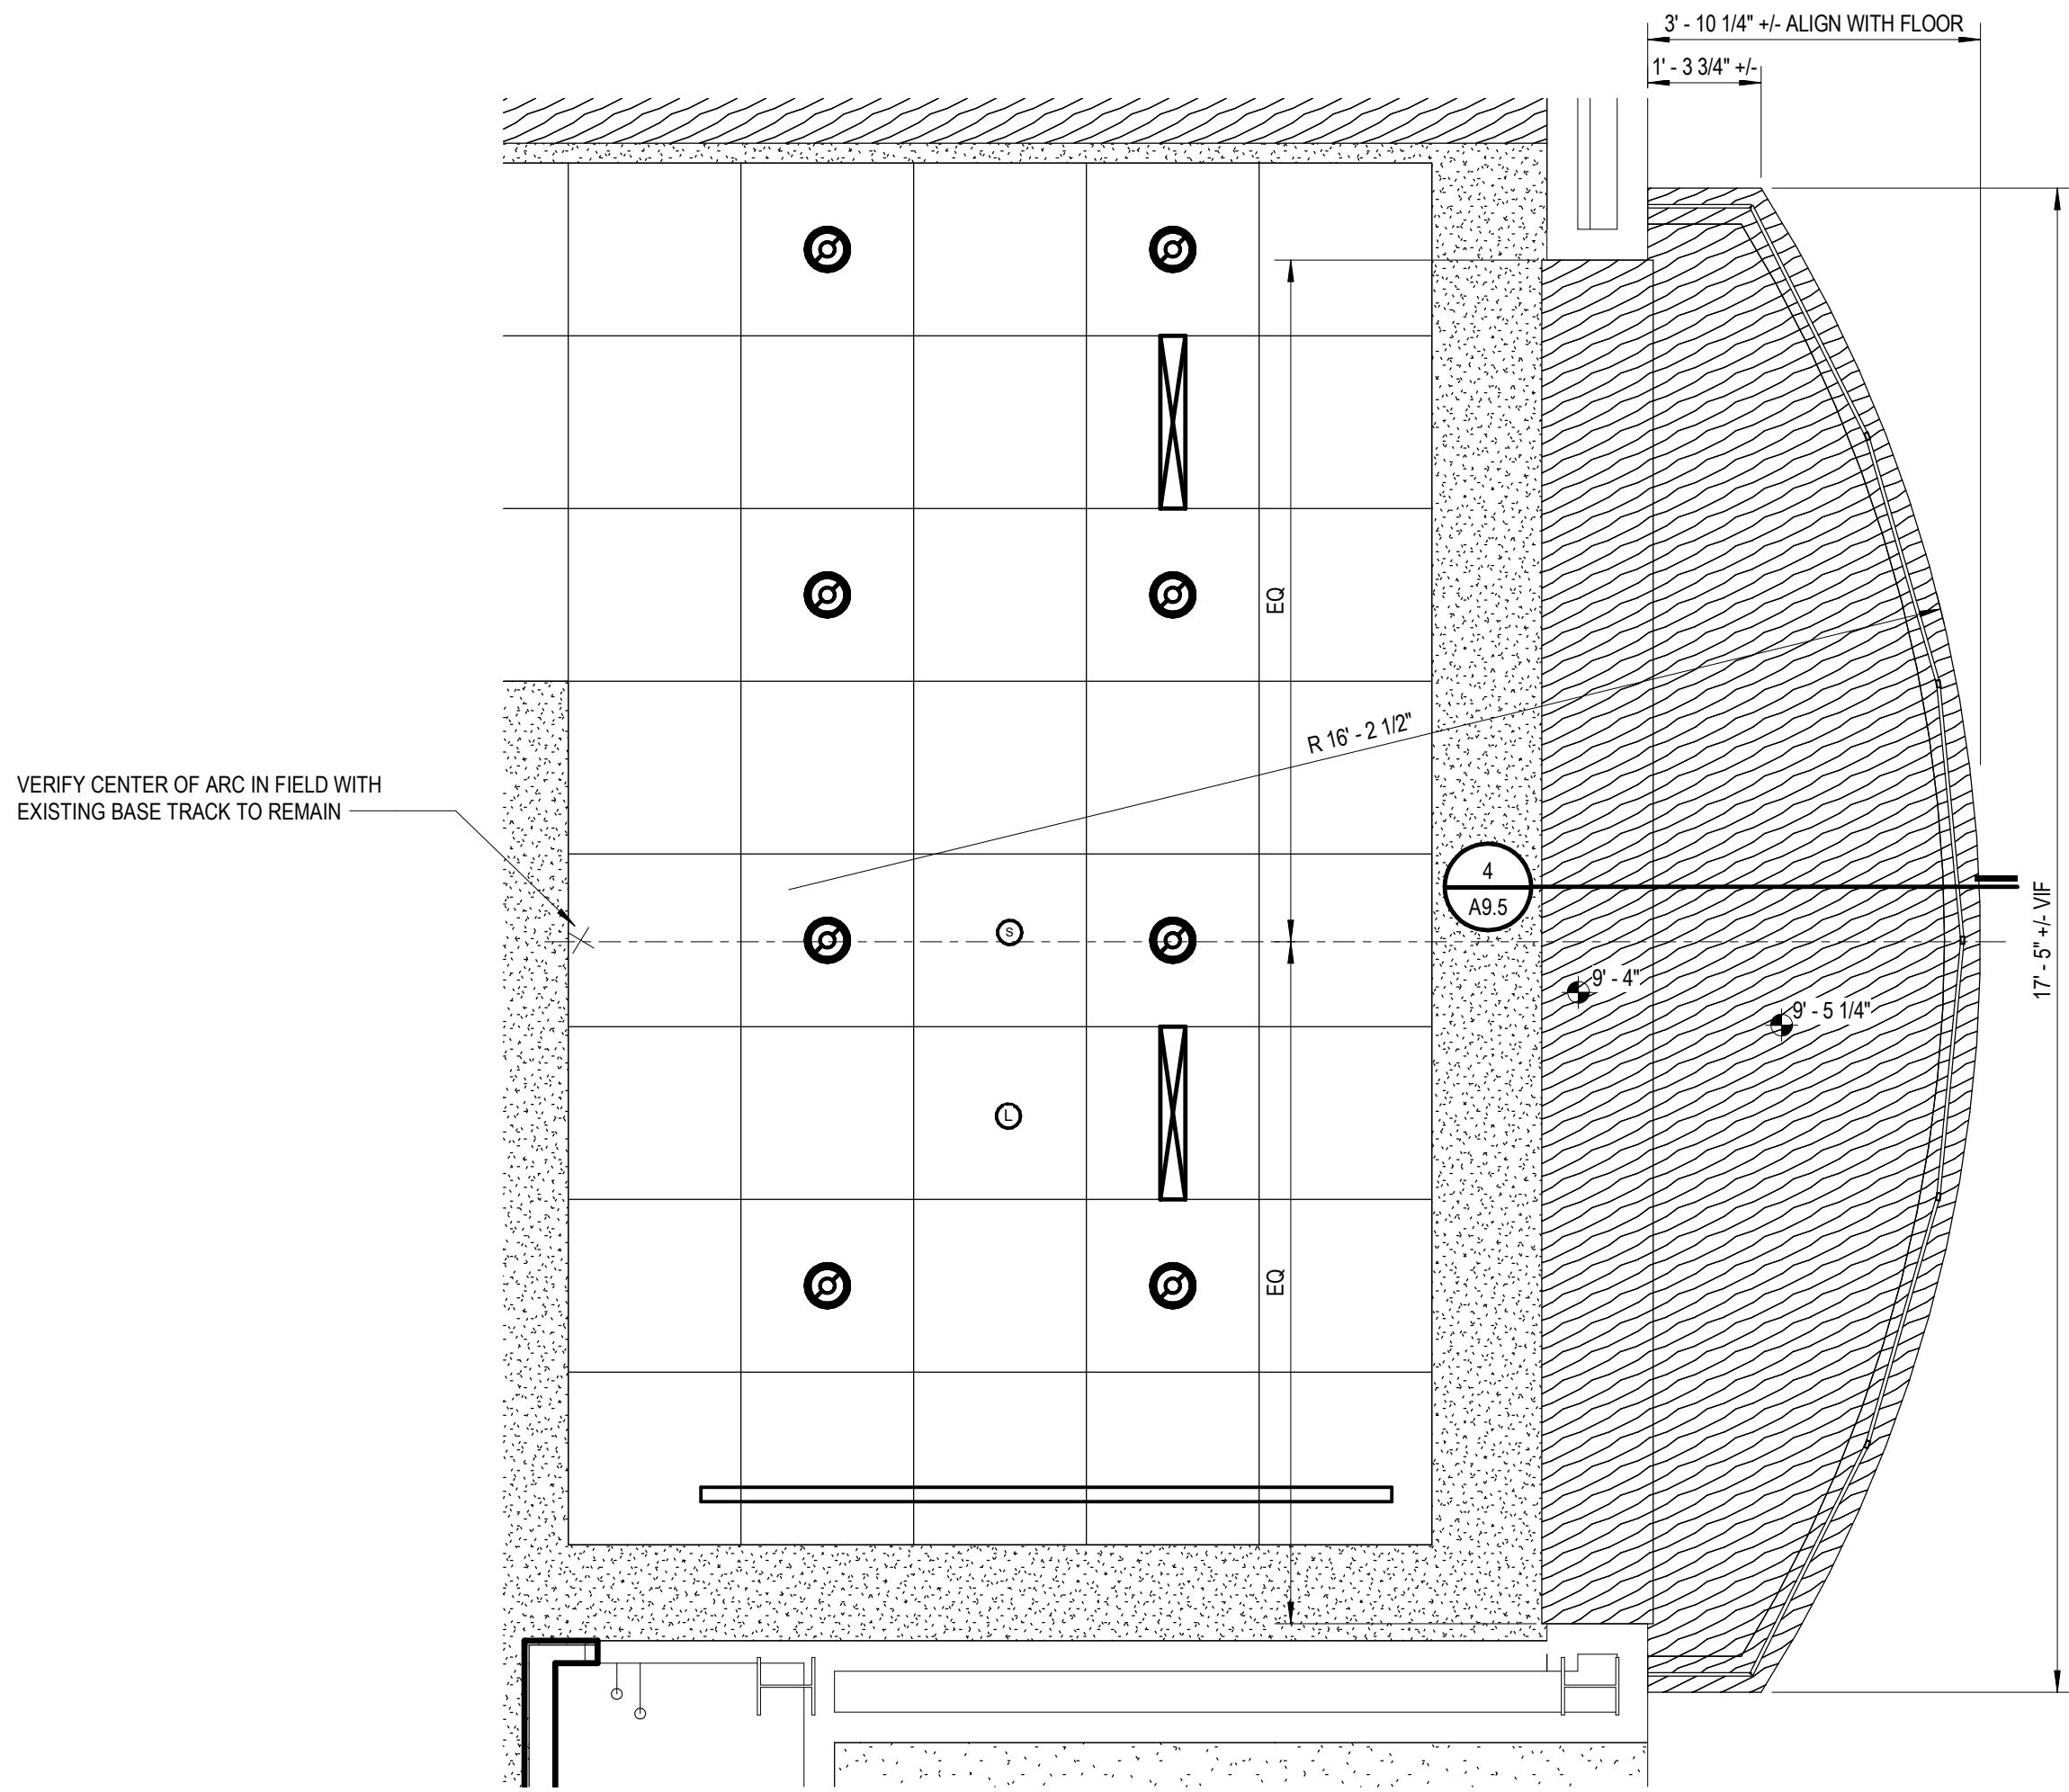 3' - 10 1/4" +/- ALIGN WITH FLOOR
1' - 3 3/4" +/-
EQ
R 16' - 2 1/2"
VERIFY CENTER OF ARC IN FIELD WITH
EXISTING BASE TRACK TO REMAIN
4
A9.5
S
17' - 5" +/- VIF
9' - 4"
9' - 5 1/4"
L
EQ